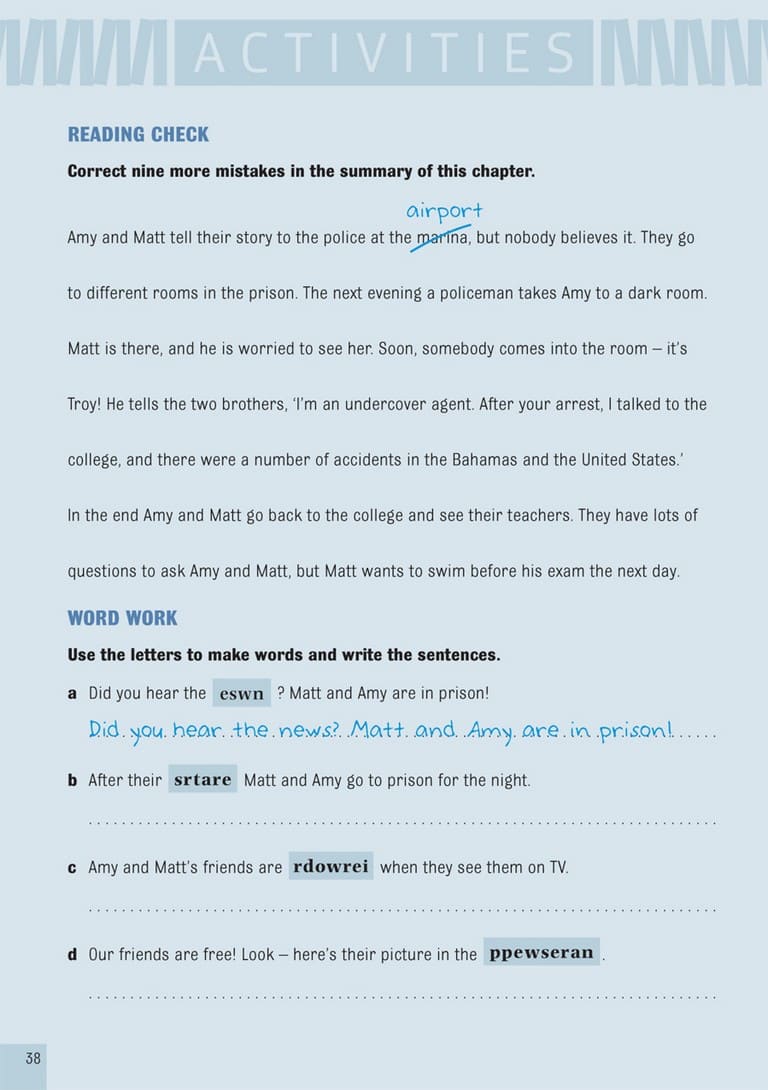 ACTIVITIES
READING CHECK
Correct nine more mistakes in the summary of this chapter.
airport
Amy and Matt tell their story to the police at the marina, but nobody believes it. They go
to different rooms in the prison. The next evening a policeman takes Amy to a dark room.
Matt is there, and he is worried to see her. Soon, somebody comes into the room – it's
Troy! He tells the two brothers, 'I'm an undercover agent. After your arrest, I talked to the
college, and there were a number of accidents in the Bahamas and the United States.'
In the end Amy and Matt go back to the college and see their teachers. They have lots of
questions to ask Amy and Matt, but Matt wants to swim before his exam the next day.
WORD WORK
Use the letters to make words and write the sentences.
a Did you hear the eswn ? Matt and Amy are in prison!
Did you hear the news? Matt and Amy are in prison!
b After their srtare Matt and Amy go to prison for the night.
c Amy and Matt's friends are rdowrei when they see them on TV.
d Our friends are free! Look – here's their picture in the ppewseran .
38